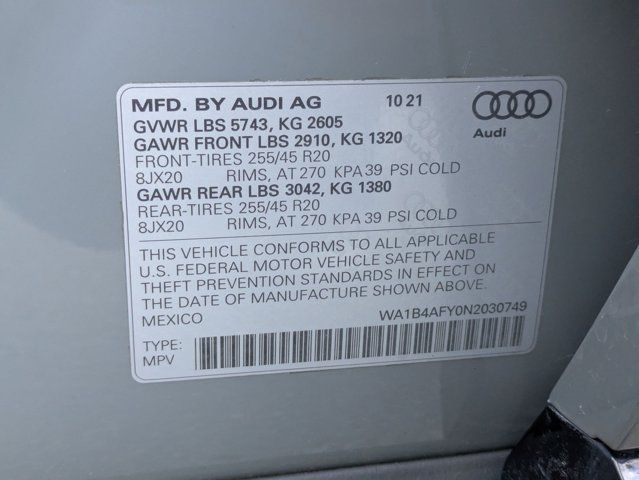 MFD. BY AUDI AG 10 21
GVWR LBS 5743, KG 2605
GAWR FRONT LBS 2910, KG 1320
FRONT-TIRES 255/45 R20
8JX20 RIMS, AT 270 KPA 39 PSI COLD
GAWR REAR LBS 3042, KG 1380
REAR-TIRES 255/45 R20
8JX20 RIMS, AT 270 KPA 39 PSI COLD
Audi
THIS VEHICLE CONFORMS TO ALL APPLICABLE
U.S. FEDERAL MOTOR VEHICLE SAFETY AND
THEFT PREVENTION STANDARDS IN EFFECT ON
THE DATE OF MANUFACTURE SHOWN ABOVE.
MEXICO WA1B4AFY0N2030749
TYPE:
MPV